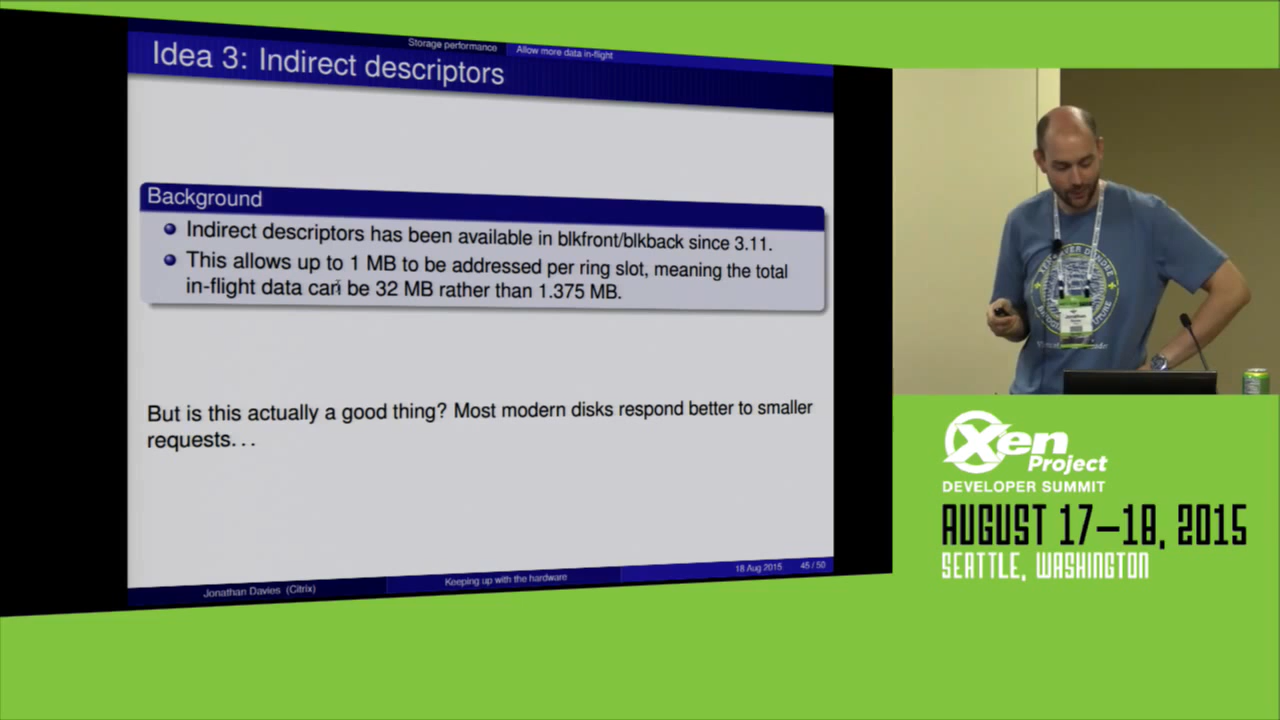 Storage performance
Allow more data in-flight
Idea 3: Indirect descriptors
Background
Indirect descriptors has been available in blkfront/blkback since 3.11.
This allows up to 1 MB to be addressed per ring slot, meaning the total
in-flight data can be 32 MB rather than 1.375 MB.
But is this actually a good thing? Most modern disks respond better to smaller
requests...
Jonathan Davies (Citrix)
Keeping up with the hardware
18 Aug 2015
45 / 50
Jonathan
Xen
Project
DEVELOPER SUMMIT
AUGUST 17–18, 2015
SEATTLE, WASHINGTON